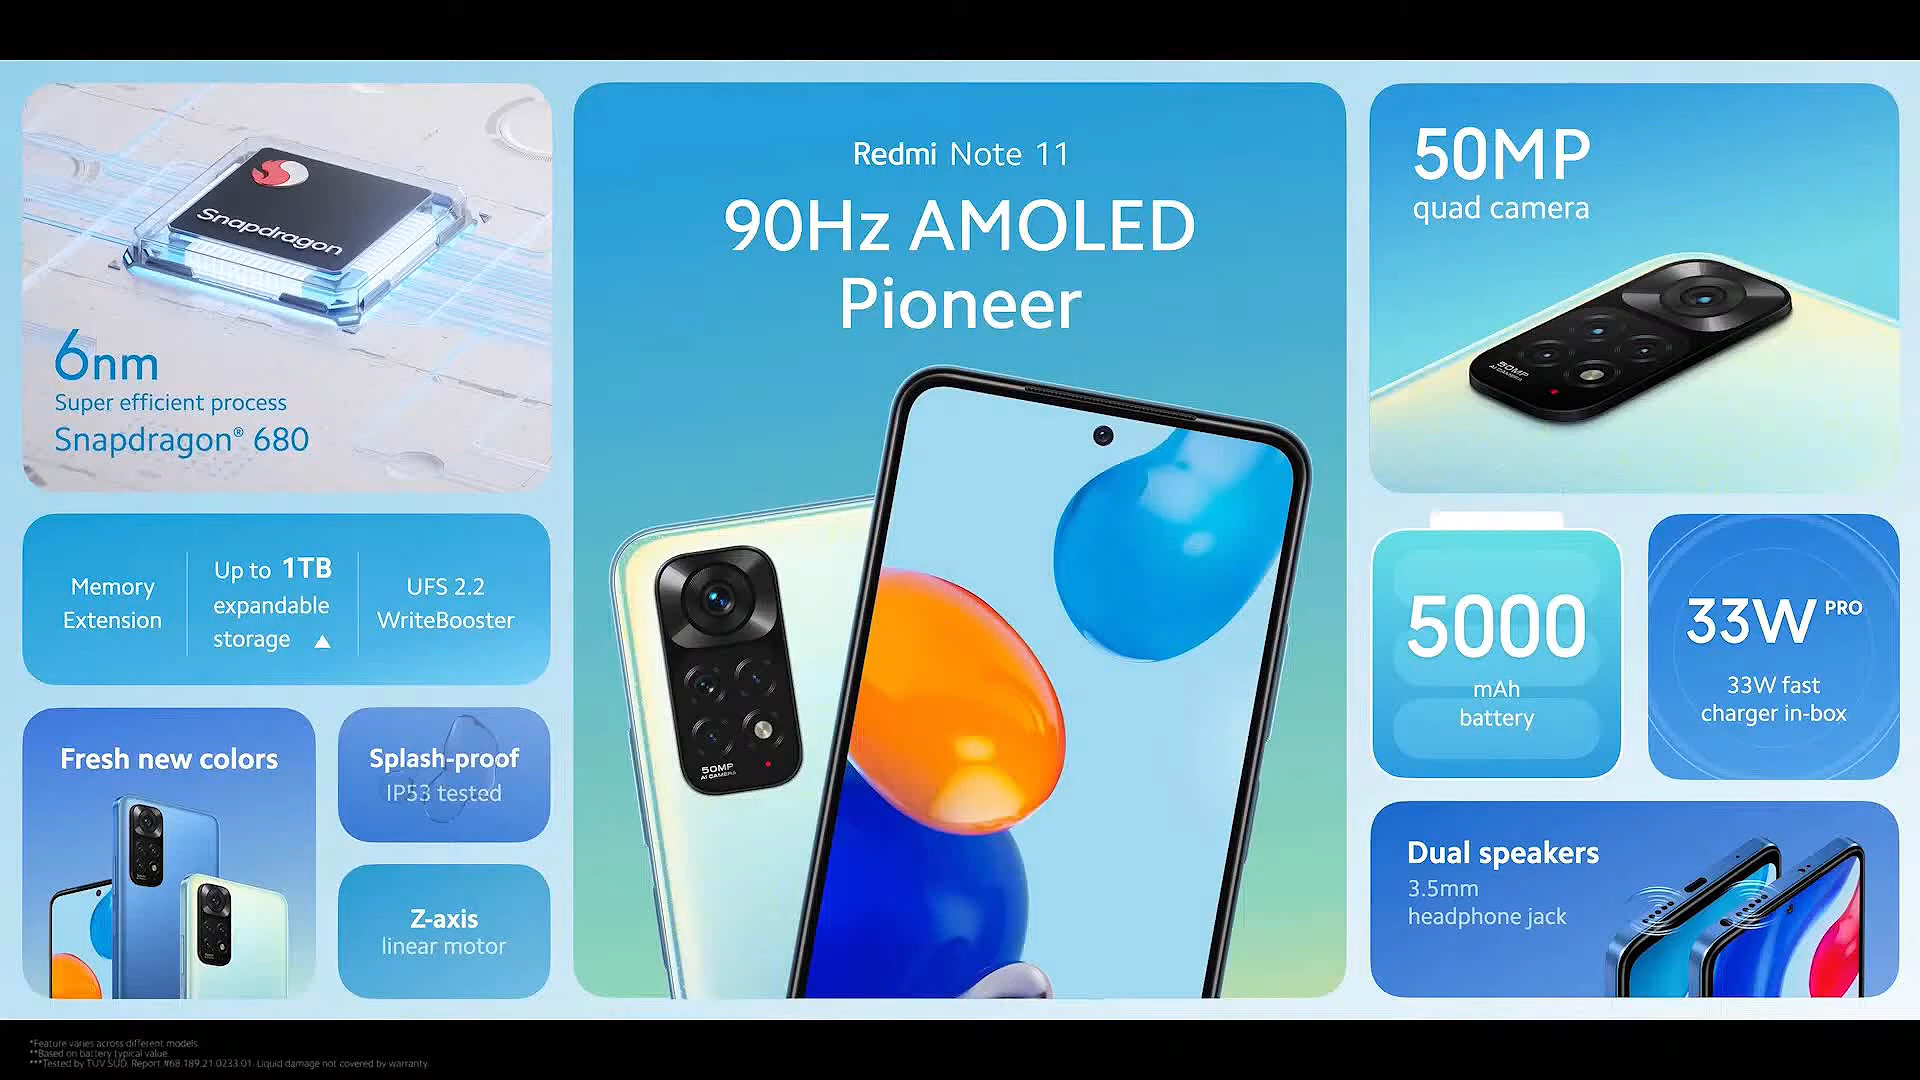 Snapdragon
6nm
Super efficient process
Snapdragon® 680
Memory
Extension
Up to 1TB
expandable
storage ▲
UFS 2.2
WriteBooster
Fresh new colors
Splash-proof
IP53 tested
Z-axis
linear motor
Redmi Note 11
90Hz AMOLED
Pioneer
50MP
AI CAMERA
50MP
quad camera
50MP
AI CAMERA
5000
mAh
battery
33W PRO
33W fast
charger in-box
Dual speakers
3.5mm
headphone jack
*Feature varies across different models.
**Based on battery typical value.
***Tested by TUV SUD. Report #68.189.21.0233.01. Liquid damage not covered by warranty.